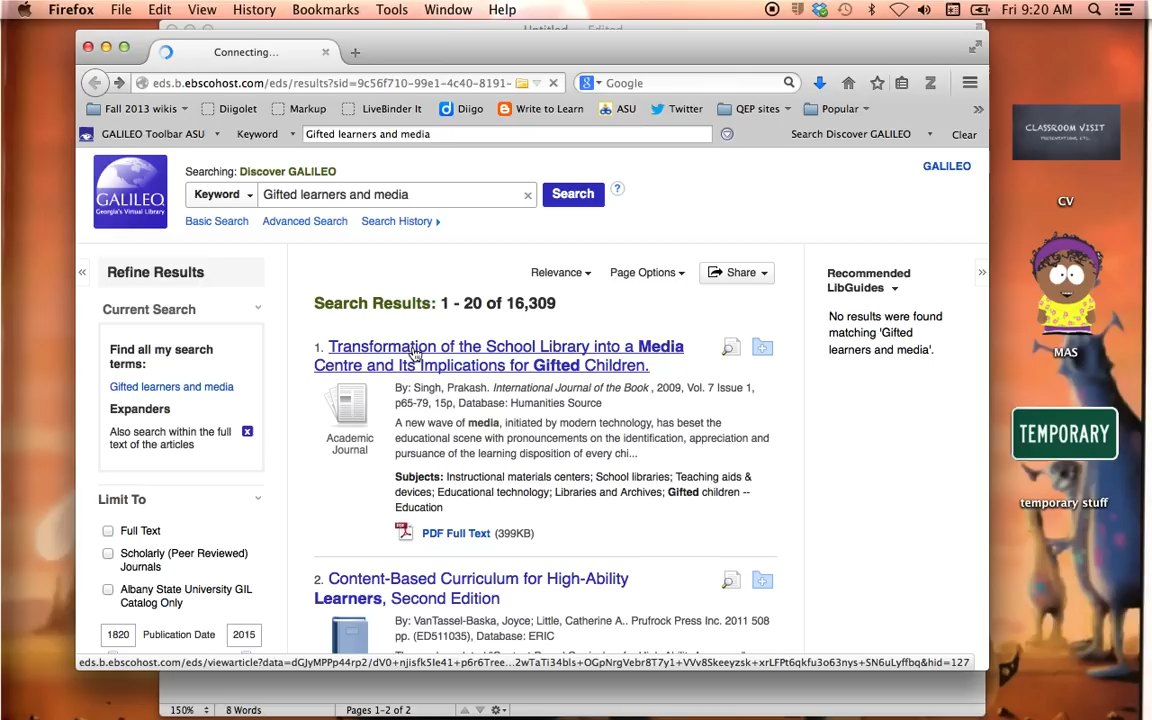 Firefox File Edit View History Bookmarks Tools Window Help Fri 9:20 AM
Untitled Edited
Connecting...
eds.b.ebscohost.com/eds/results?sid=9c56f710-99e1-4c40-8191- Google
Fall 2013 wikis Diigolet Markup LiveBinder It Diigo Write to Learn ASU Twitter QEP sites Popular
GALILEO Toolbar ASU Keyword Gifted learners and media Search Discover GALILEO Clear
GALILEO
Georgia's Virtual Library
Searching: Discover GALILEO
Keyword Gifted learners and media Search ?
Basic Search Advanced Search Search History
GALILEO
Refine Results
Current Search
Find all my search
terms:
Gifted learners and media
Expanders
Also search within the full
text of the articles
Limit To
Full Text
Scholarly (Peer Reviewed)
Journals
Albany State University GIL
Catalog Only
1820 Publication Date 2015
Relevance Page Options Share
Search Results: 1 - 20 of 16,309
1. Transformation of the School Library into a Media
Centre and Its Implications for Gifted Children.
Academic
Journal
By: Singh, Prakash. International Journal of the Book , 2009, Vol. 7 Issue 1,
p65-79, 15p, Database: Humanities Source
A new wave of media, initiated by modern technology, has beset the
educational scene with pronouncements on the identification, appreciation and
pursuance of the learning disposition of every chi...
Subjects: Instructional materials centers; School libraries; Teaching aids &
devices; Educational technology; Libraries and Archives; Gifted children --
Education
PDF Full Text (399KB)
2. Content-Based Curriculum for High-Ability
Learners, Second Edition
By: VanTassel-Baska, Joyce; Little, Catherine A.. Prufrock Press Inc. 2011 508
pp. (ED511035), Database: ERIC
Recommended
LibGuides
No results were found
matching 'Gifted
learners and media'.
150% 8 Words Pages 1-2 of 2
CLASSROOM VISIT
CV
MAS
TEMPORARY
temporary stuff